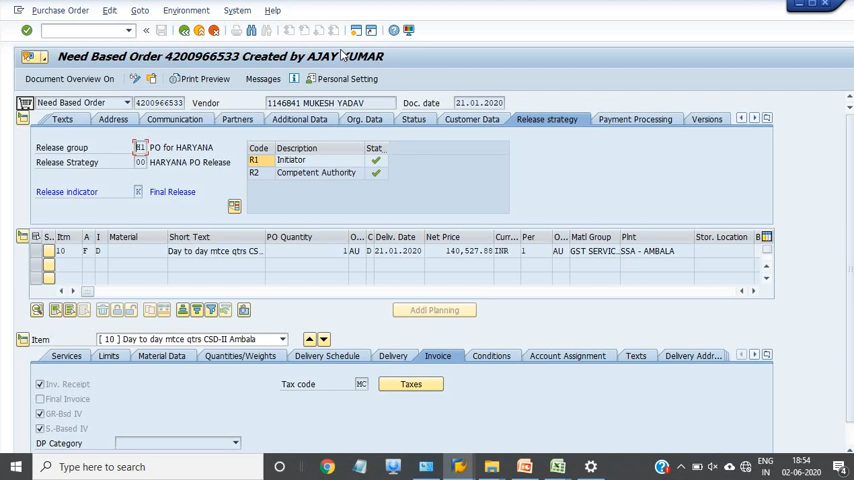 Purchase Order Edit Goto Environment System Help
Need Based Order 4200966533 Created by AJAY KUMAR
Document Overview On Print Preview Messages Personal Setting
Need Based Order 4200966533 Vendor 1146841 MUKESH YADAV Doc. date 21.01.2020
Texts Address Communication Partners Additional Data Org. Data Status Customer Data Release strategy Payment Processing Versions
Release group H1 PO for HARYANA Code Description Stat..
R1 Initiator
Release Strategy 00 HARYANA PO Release
R2 Competent Authority
Release indicator K Final Release
S.. Itm A I Material Short Text PO Quantity O... C Deliv. Date Net Price Curr... Per O... Matl Group Plnt Stor. Location B
10 F D Day to day mtce qtrs CS... 1 AU D 21.01.2020 140,527.88 INR 1 AU GST SERVIC... SSA - AMBALA
Addl Planning
Item [ 10 ] Day to day mtce qtrs CSD-II Ambala
Services Limits Material Data Quantities/Weights Delivery Schedule Delivery Invoice Conditions Account Assignment Texts Delivery Addr...
Inv. Receipt Tax code MC Taxes
Final Invoice
GR-Bsd IV
S.-Based IV
DP Category
Type here to search ENG 18:54
IN 02-06-2020 4